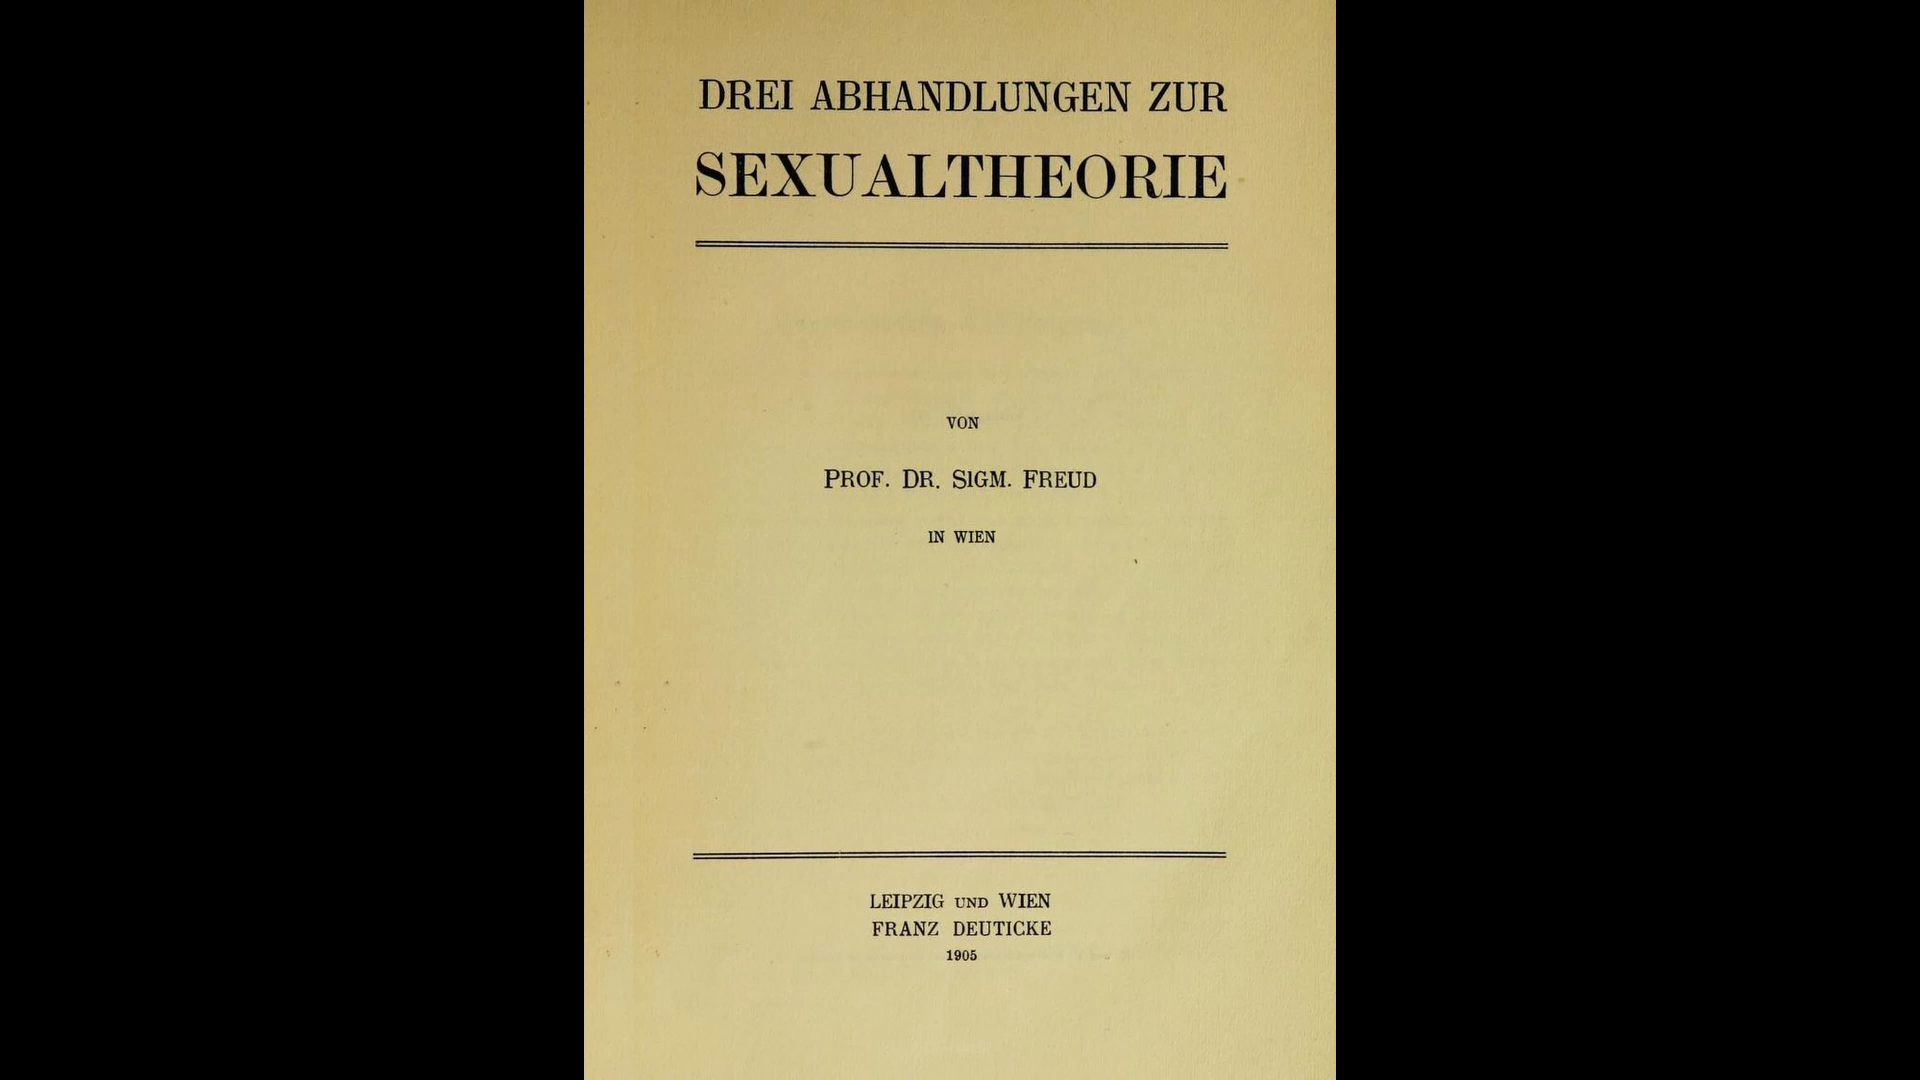 DREI ABHANDLUNGEN ZUR
SEXUALTHEORIE
VON
PROF. DR. SIGM. FREUD
IN WIEN
LEIPZIG UND WIEN
FRANZ DEUTICKE
1905